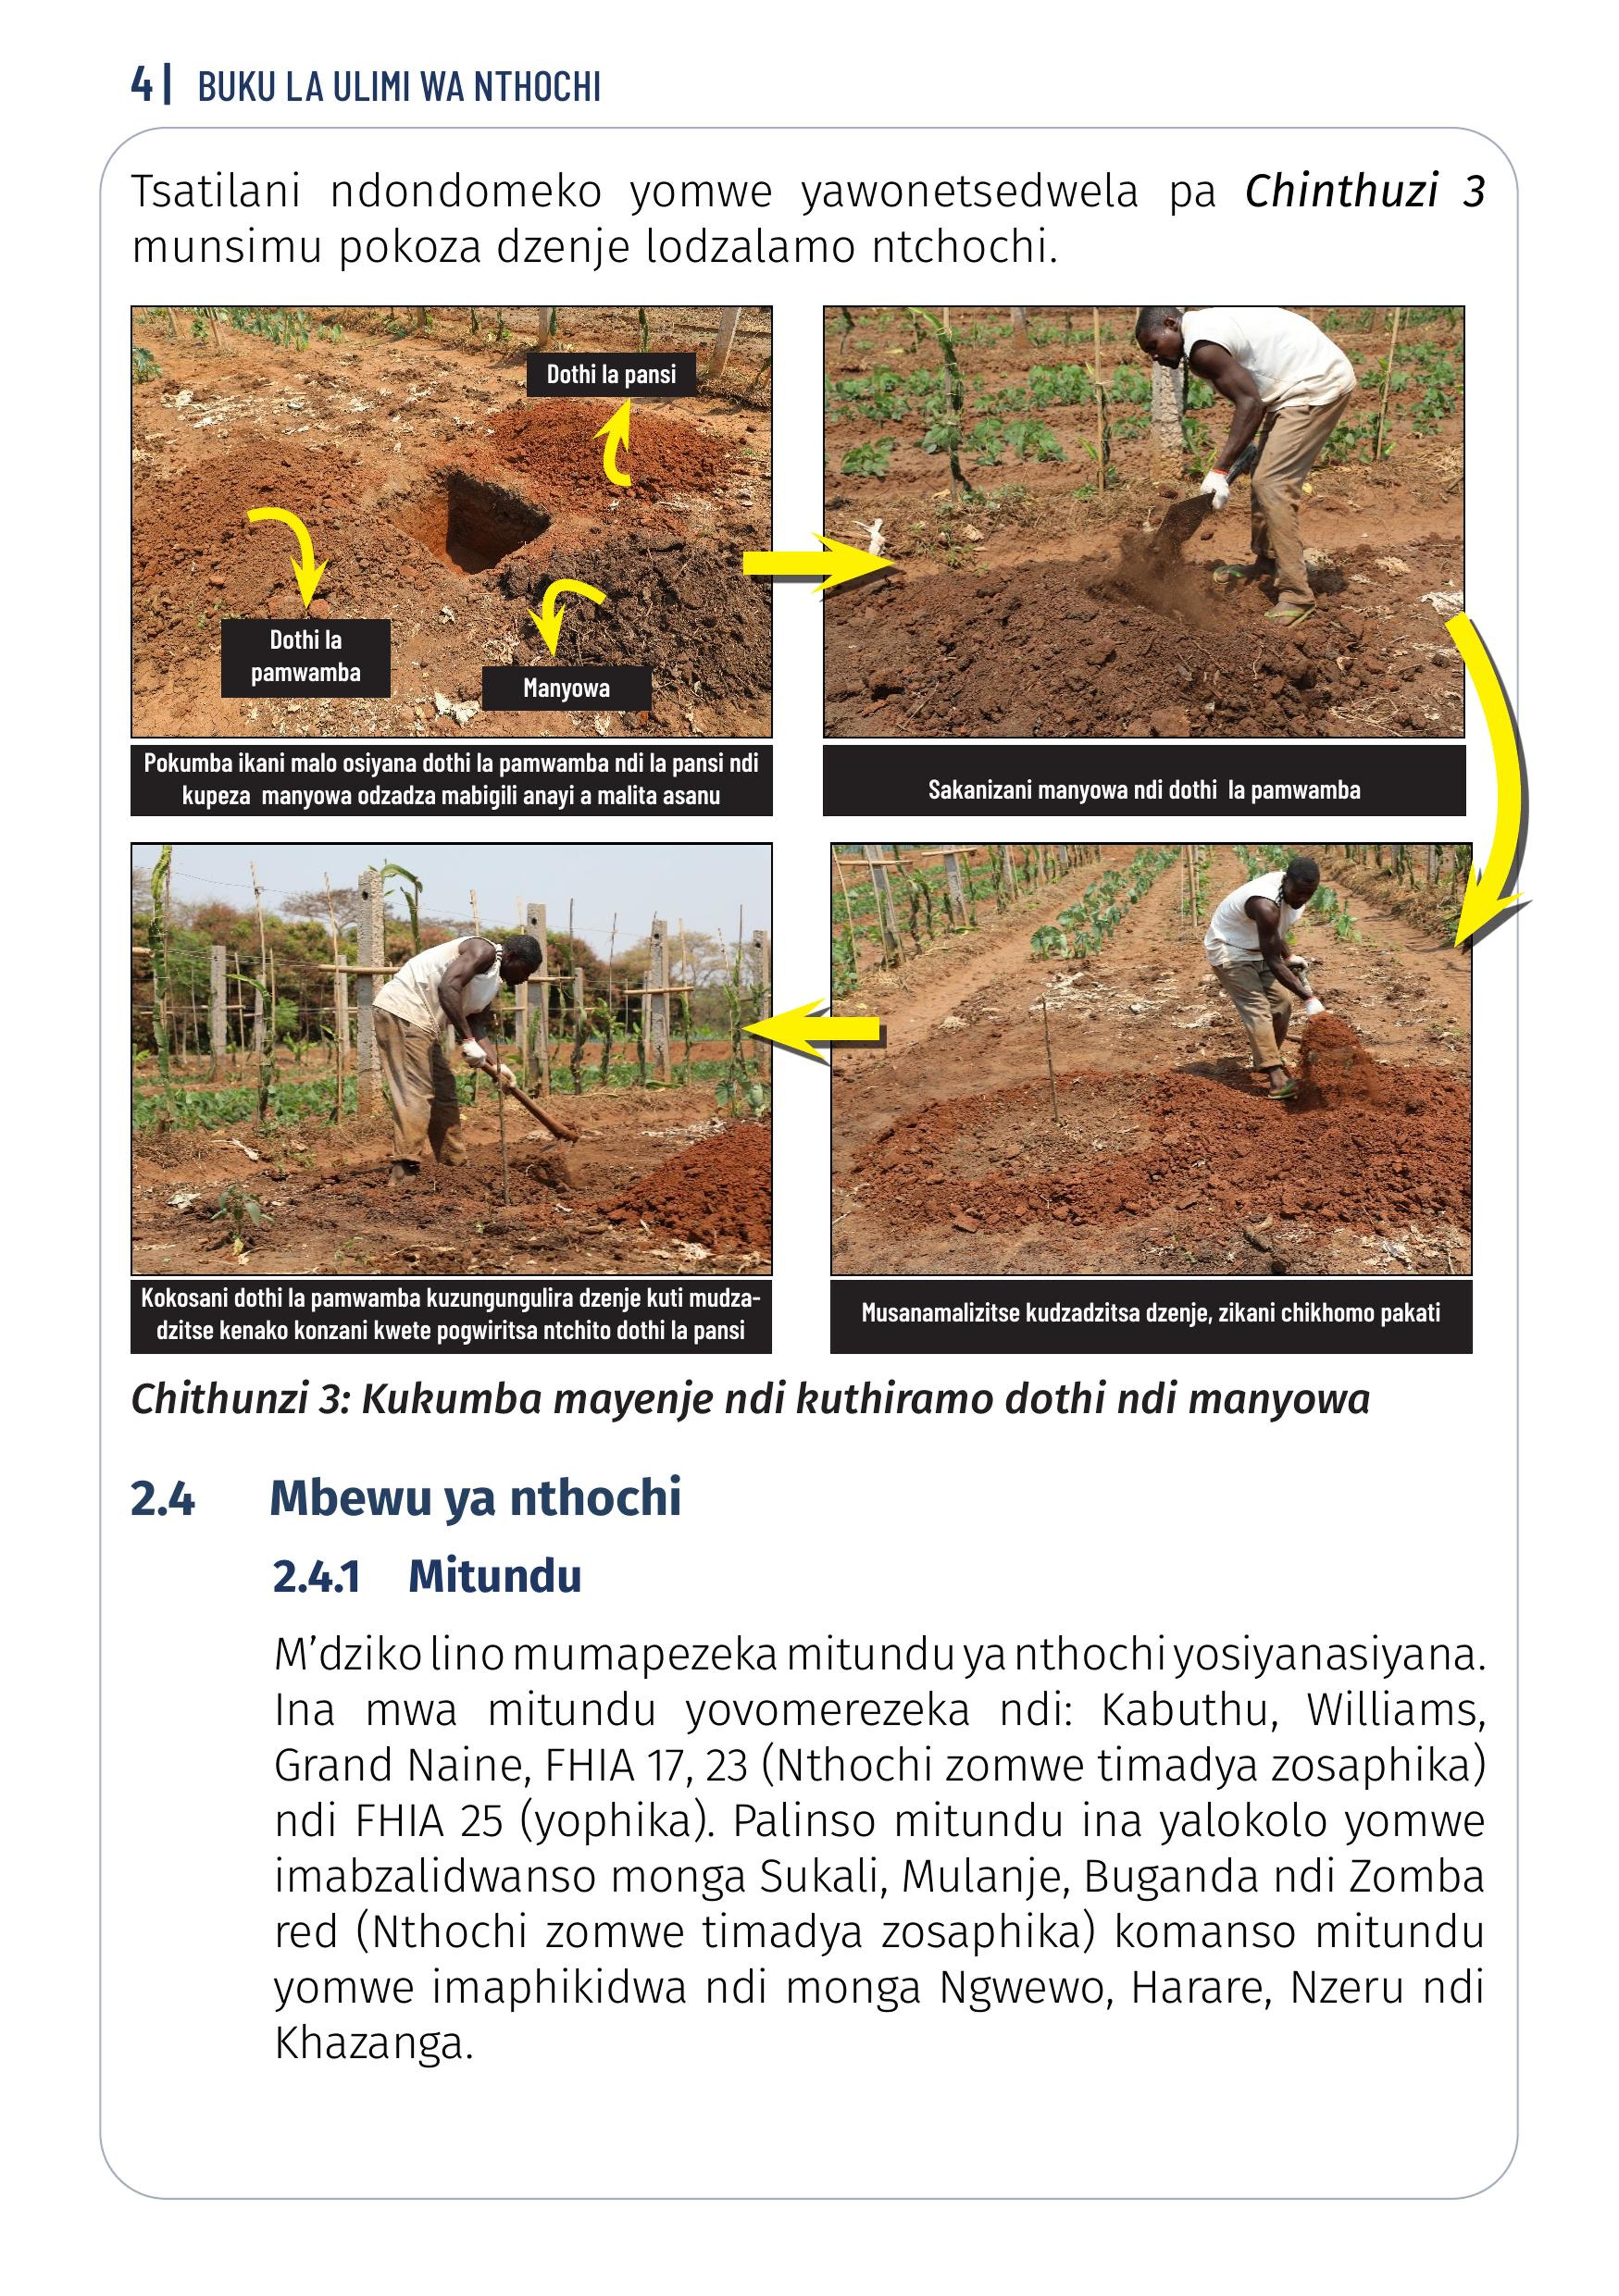 4| BUKU LA ULIMI WA NTHOCHI
Tsatilani ndondomeko yomwe yawonetsedwela pa Chinthuzi 3
munsimu pokoza dzenje lodzalamo ntchochi.
Dothi la pansi
Dothi la
pamwamba
Manyowa
Pokumba ikani malo osiyana dothi la pamwamba ndi la pansi ndi
kupeza manyowa odzadza mabigili anayi a malita asanu
Sakanizani manyowa ndi dothi la pamwamba
Kokosani dothi la pamwamba kuzungungulira dzenje kuti mudza-
dzitse kenako konzani kwete pogwiritsa ntchito dothi la pansi
Musanamalizitse kudzadzitsa dzenje, zikani chikhomo pakati
Chithunzi 3: Kukumba mayenje ndi kuthiramo dothi ndi manyowa
2.4 Mbewu ya nthochi
2.4.1 Mitundu
M'dziko lino mumapezeka mitundu ya nthochi yosiyanasiyana.
Ina mwa mitundu yovomerezeka ndi: Kabuthu, Williams,
Grand Naine, FHIA 17, 23 (Nthochi zomwe timadya zosaphika)
ndi FHIA 25 (yophika). Palinso mitundu ina yalokolo yomwe
imabzalidwanso monga Sukali, Mulanje, Buganda ndi Zomba
red (Nthochi zomwe timadya zosaphika) komanso mitundu
yomwe imaphikidwa ndi monga Ngwewo, Harare, Nzeru ndi
Khazanga.